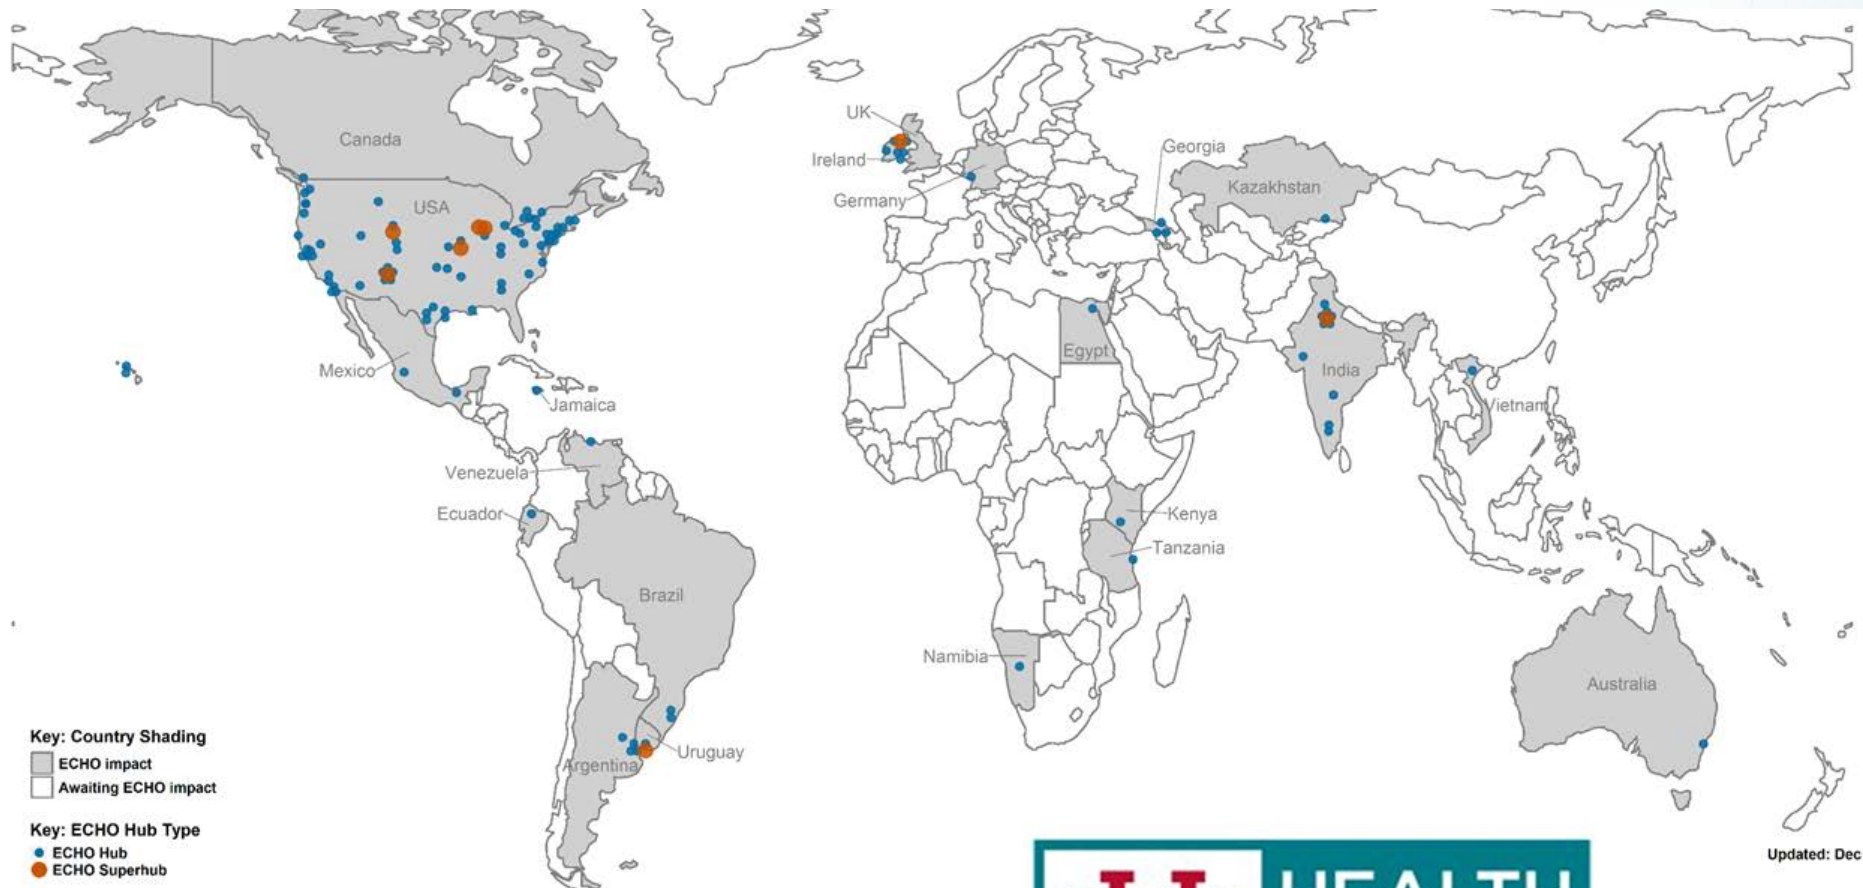 Canada
USA
Mexico
Jamaica
Venezuela
Ecuador
Brazil
Uruguay
Argentina
UK
Ireland
Germany
Georgia
Kazakhstan
Egypt
India
Vietnam
Kenya
Tanzania
Namibia
Australia
Key: Country Shading
ECHO impact
Awaiting ECHO impact
Key: ECHO Hub Type
ECHO Hub
ECHO Superhub
Updated: Dec
HEALTH